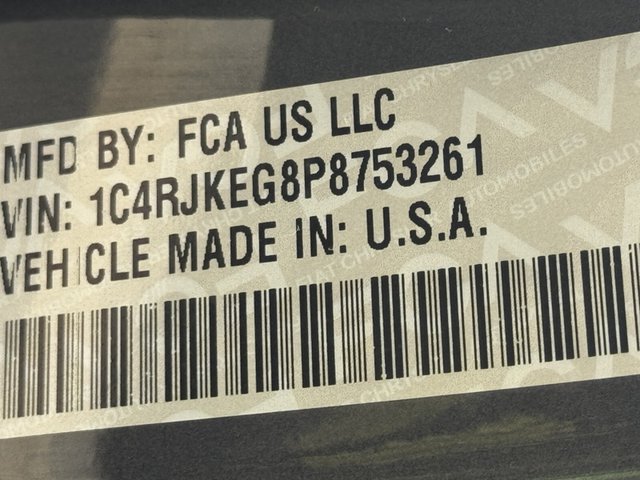 MFD BY: FCA US LLC
VIN: 1C4RJKEG8P8753261
VEHICLE MADE IN: U.S.A.